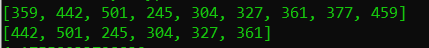 [359, 442, 501, 245, 304, 327, 361, 377, 459]
[442, 501, 245, 304, 327, 361]